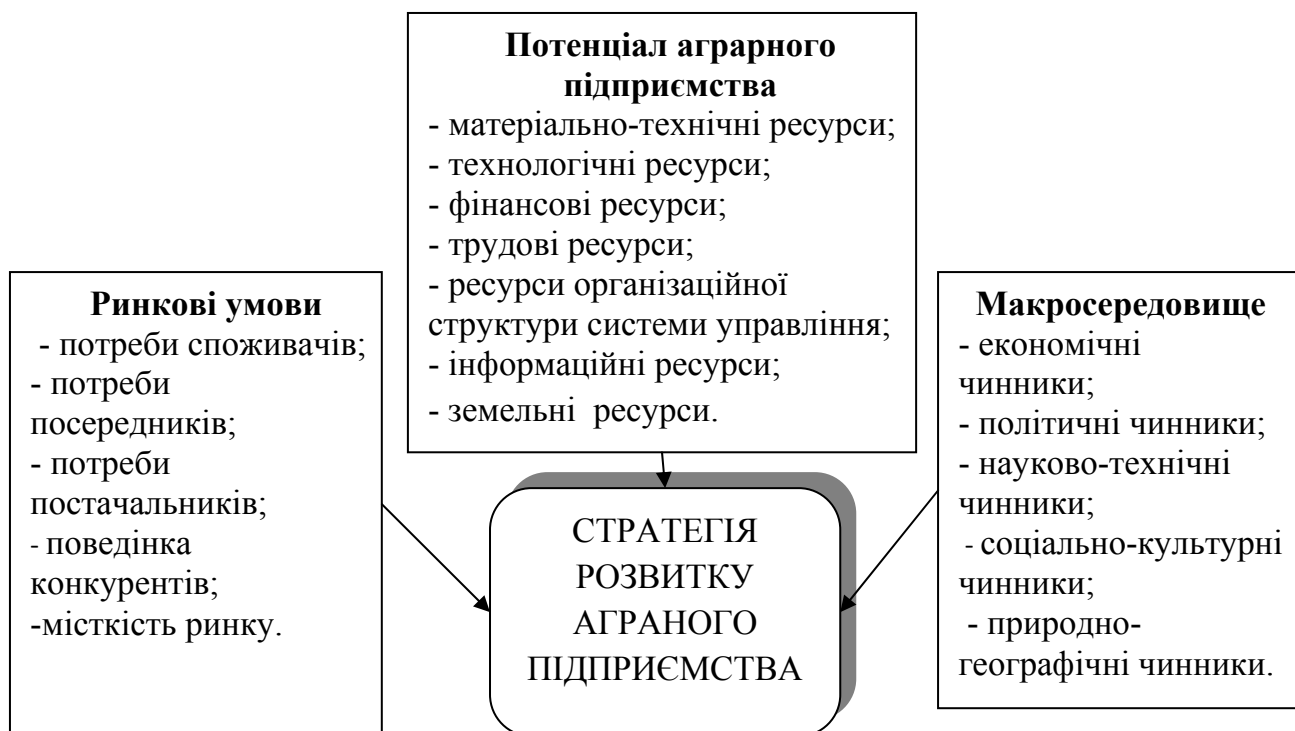 Потенціал аграрного
підприємства
- матеріально-технічні ресурси;
- технологічні ресурси;
- фінансові ресурси;
- трудові ресурси;
- ресурси організаційної
структури системи управління;
- інформаційні ресурси;
- земельні ресурси.
Ринкові умови
- потреби споживачів;
- потреби
посередників;
- потреби
постачальників;
- поведінка
конкурентів;
-місткість ринку.
СТРАТЕГІЯ
РОЗВИТКУ
АГРАНОГО
ПІДПРИЄМСТВА
Макросередовище
- економічні
чинники;
- політичні чинники;
- науково-технічні
чинники;
- соціально-культурні
чинники;
- природно-
географічні чинники.